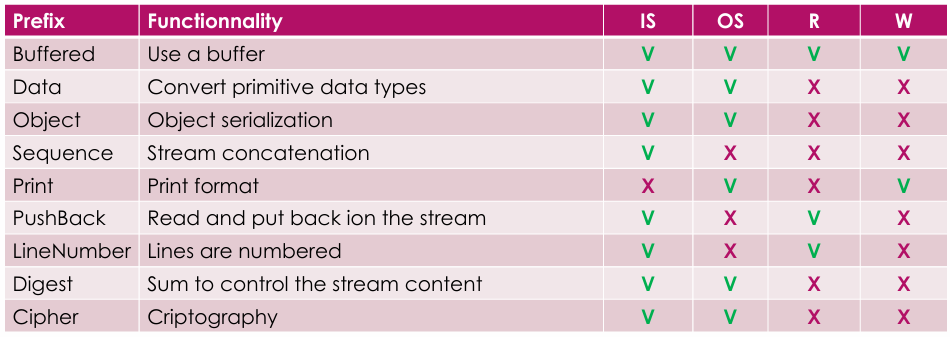 Prefix Functionnality IS OS R W
Buffered Use a buffer V V V V
Data Convert primitive data types V V X X
Object Object serialization V V X X
Sequence Stream concatenation V X X X
Print Print format X V X V
PushBack Read and put back ion the stream V X V X
LineNumber Lines are numbered V X V X
Digest Sum to control the stream content V V X X
Cipher Criptography V V X X